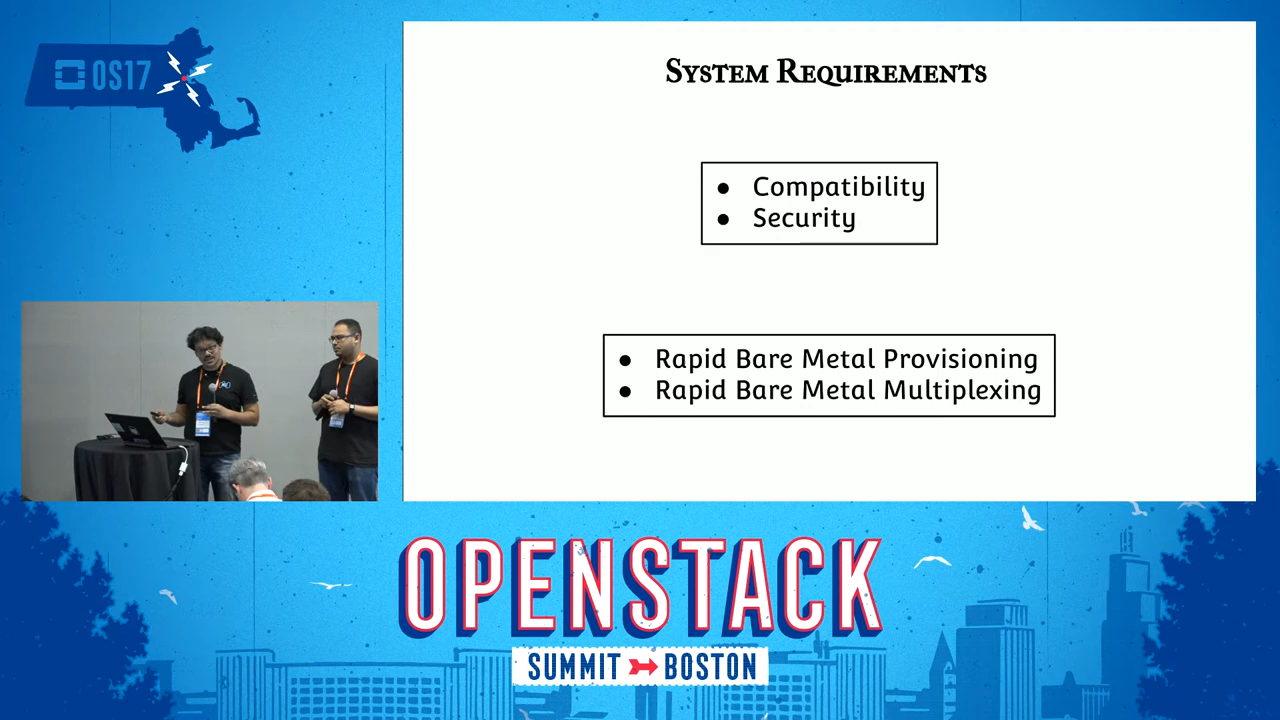 OS17
System Requirements
● Compatibility
● Security
● Rapid Bare Metal Provisioning
● Rapid Bare Metal Multiplexing
OPENSTACK
SUMMIT BOSTON